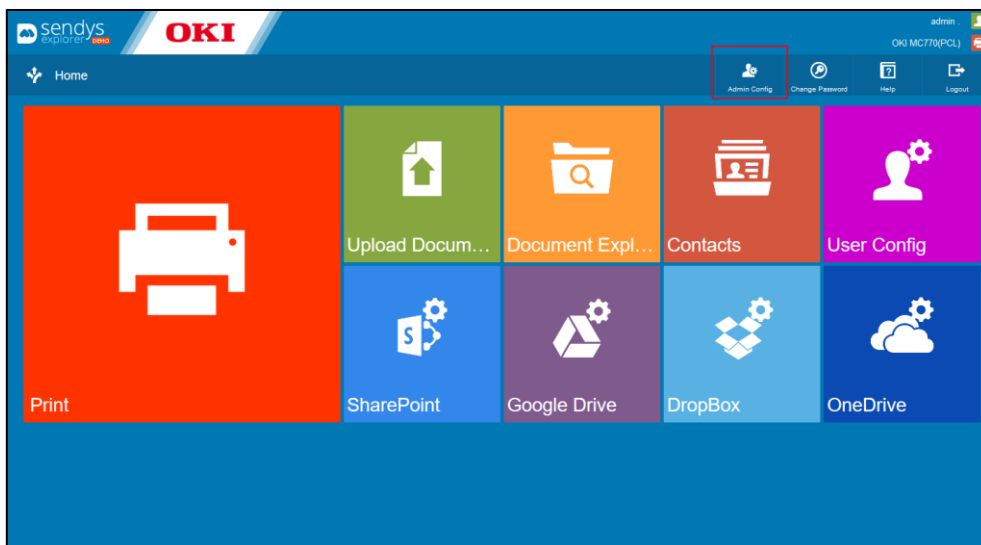 sendys
explorer DEMO
OKI
admin .
OKI MC770(PCL)
Home
Admin Config
Change Password
Help
Logout
Upload Docum...
Document Expl...
Contacts
User Config
Print
SharePoint
Google Drive
DropBox
OneDrive